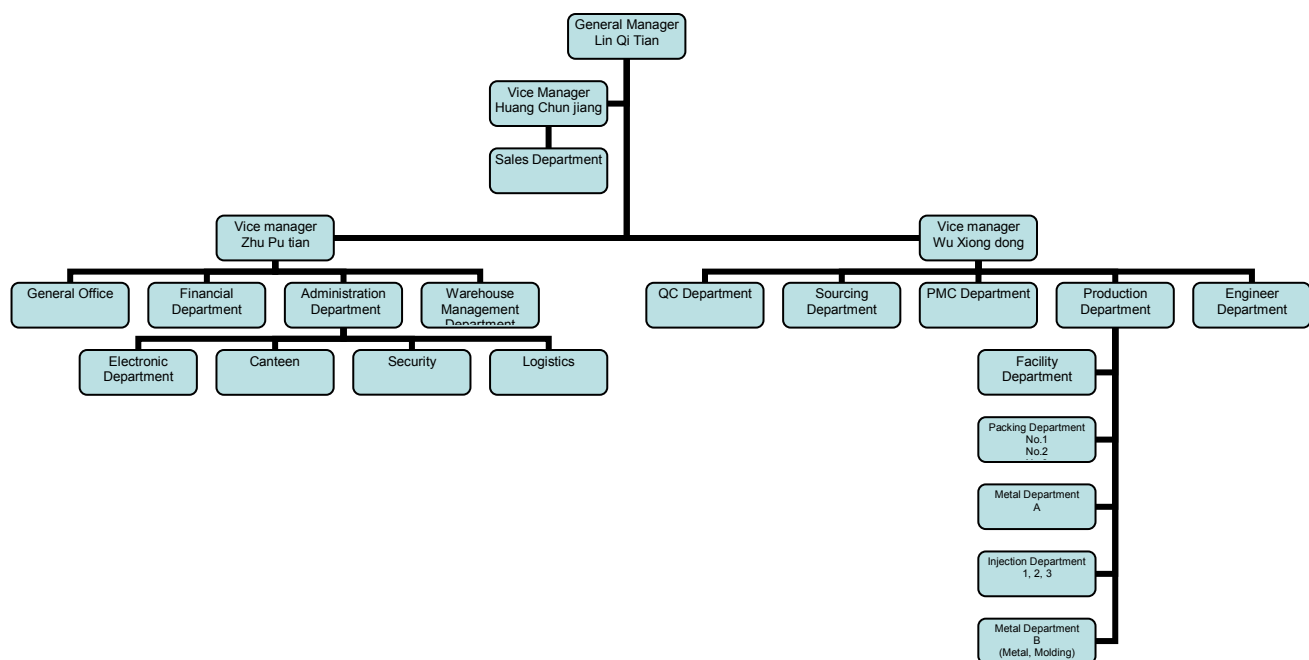 General Manager
Lin Qi Tian
Vice Manager
Huang Chun jiang
Sales Department
Vice manager
Zhu Pu tian
Vice manager
Wu Xiong dong
General Office
Financial
Department
Administration
Department
Warehouse
Management
Department
QC Department
Sourcing
Department
PMC Department
Production
Department
Engineer
Department
Electronic
Department
Canteen
Security
Logistics
Facility
Department
Packing Department
No.1
No.2
Metal Department
A
Injection Department
1, 2, 3
Metal Department
B
(Metal, Molding)